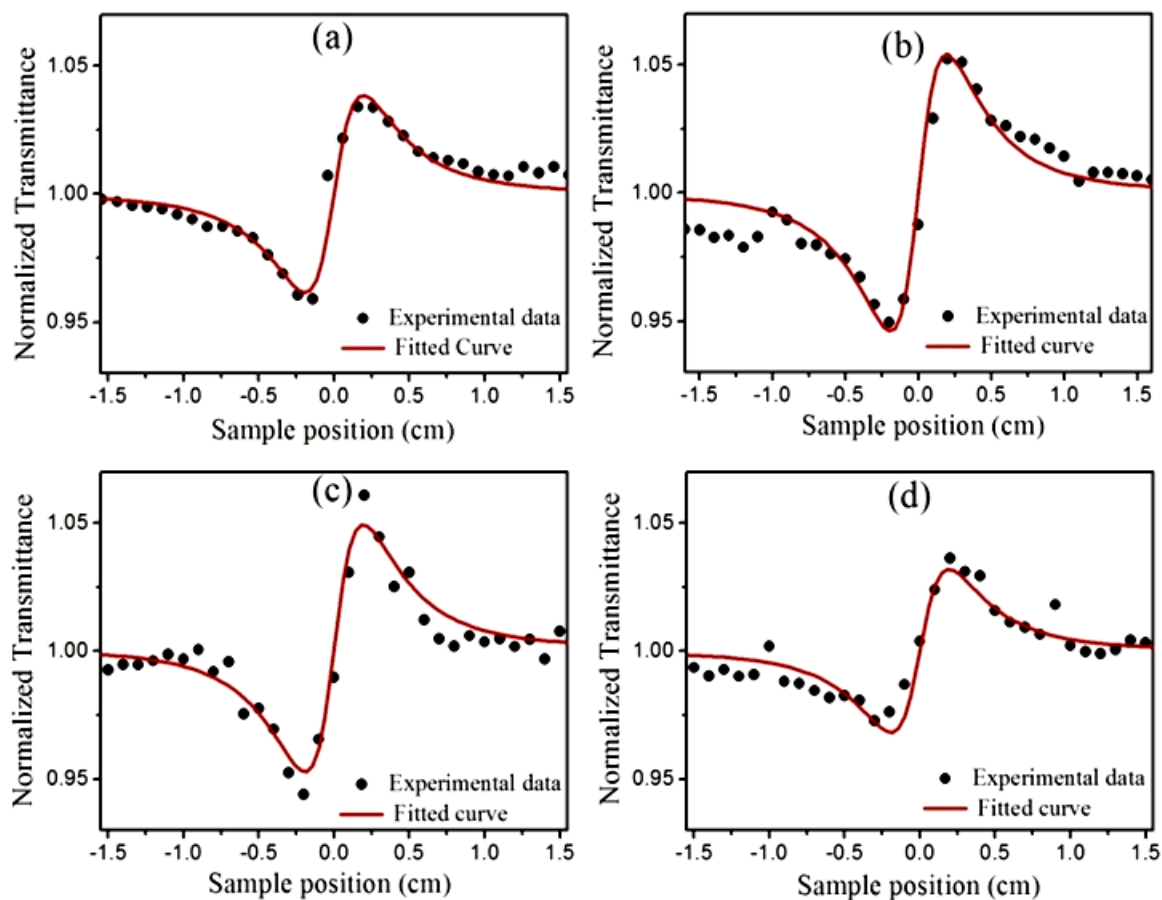 (a)
Normalized Transmittance
1.05
1.00
0.95
Experimental data
Fitted Curve
-1.5 -1.0 -0.5 0.0 0.5 1.0 1.5
Sample position (cm)
(b)
Normalized Transmittance
1.05
1.00
0.95
Experimental data
Fitted curve
-1.5 -1.0 -0.5 0.0 0.5 1.0 1.5
Sample position (cm)
(c)
Normalized Transmittance
1.05
1.00
0.95
Experimental data
Fitted curve
-1.5 -1.0 -0.5 0.0 0.5 1.0 1.5
Sample position (cm)
(d)
Normalized Transmittance
1.05
1.00
0.95
Experimental data
Fitted curve
-1.5 -1.0 -0.5 0.0 0.5 1.0 1.5
Sample position (cm)